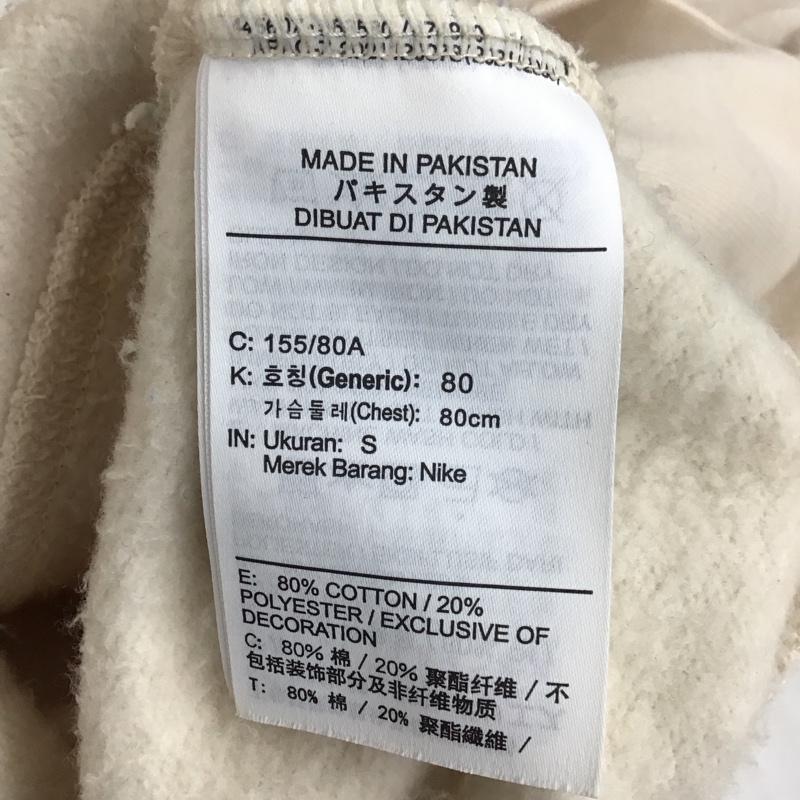 MADE IN PAKISTAN
パキスタン製
DIBUAT DI PAKISTAN
C: 155/80A
K: 호칭(Generic): 80
가슴둘레(Chest): 80cm
IN: Ukuran: S
Merek Barang: Nike
E: 80% COTTON / 20%
POLYESTER / EXCLUSIVE OF
DECORATION
C: 80% 棉 / 20% 聚酯纤维 / 不
包括装饰部分及非纤维物质
T: 80% 棉 / 20% 聚酯纖維 /